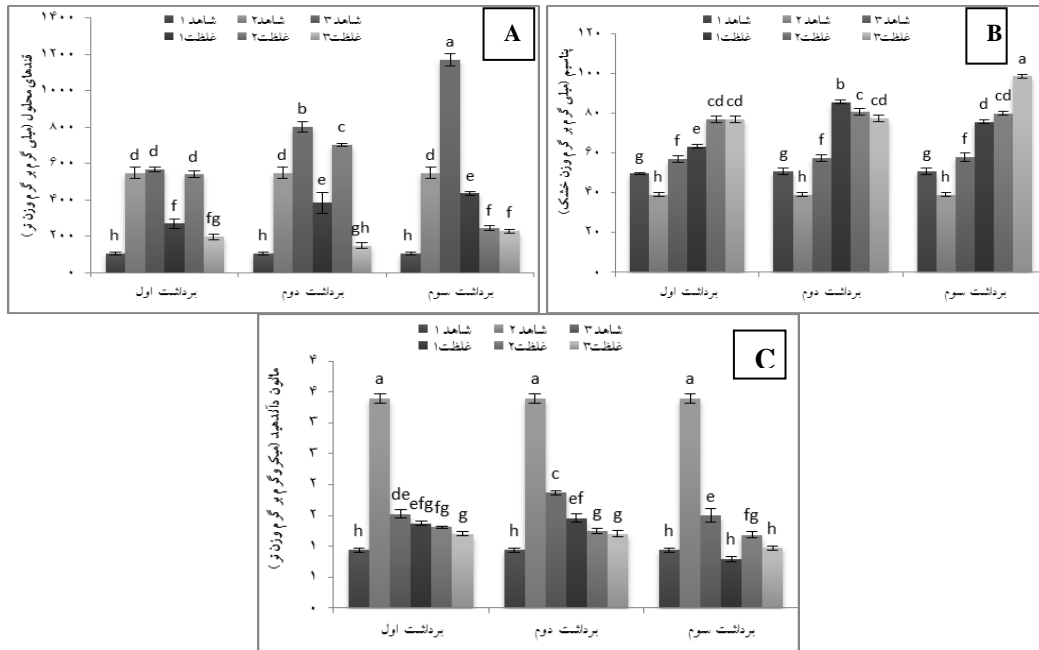 A
شاهد ۱ شاهد ۲ شاهد ۳
غلظت۱ غلظت۲ غلظت۳
قندهای محلول (میلی گرم بر گرم وزن تر)
۱۴۰۰
۱۲۰۰
۱۰۰۰
۸۰۰
۶۰۰
۴۰۰
۲۰۰
۰
h d d f d fg
h d b e c gh
h d a e f f
برداشت اول برداشت دوم برداشت سوم
B
شاهد ۱ شاهد ۲ شاهد ۳
غلظت۱ غلظت۲ غلظت۳
پتاسیم (میلی گرم بر گرم وزن خشک)
۱۲۰
۱۰۰
۸۰
۶۰
۴۰
۲۰
۰
g h f e cd cd
g h f b c cd
g h f d cd a
برداشت اول برداشت دوم برداشت سوم
C
شاهد ۱ شاهد ۲ شاهد ۳
غلظت۱ غلظت۲ غلظت۳
مالون دآلدهید (میکروگرم بر گرم وزن تر)
۴
۴
۳
۳
۲
۲
۱
۱
۰
h a de efg fg g
h a c ef g g
h a e h fg h
برداشت اول برداشت دوم برداشت سوم